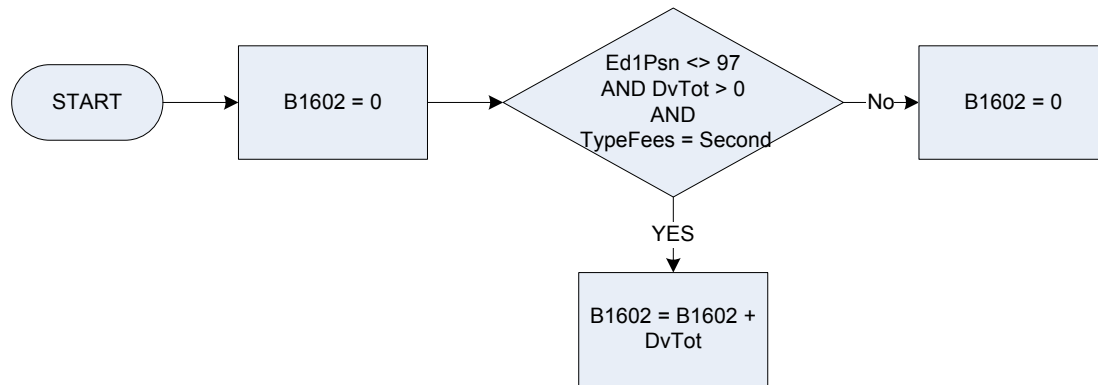 START
B1602 = 0
Ed1Psn <> 97
AND DvTot > 0
AND
TypeFees = Second
No
B1602 = 0
YES
B1602 = B1602 +
DvTot